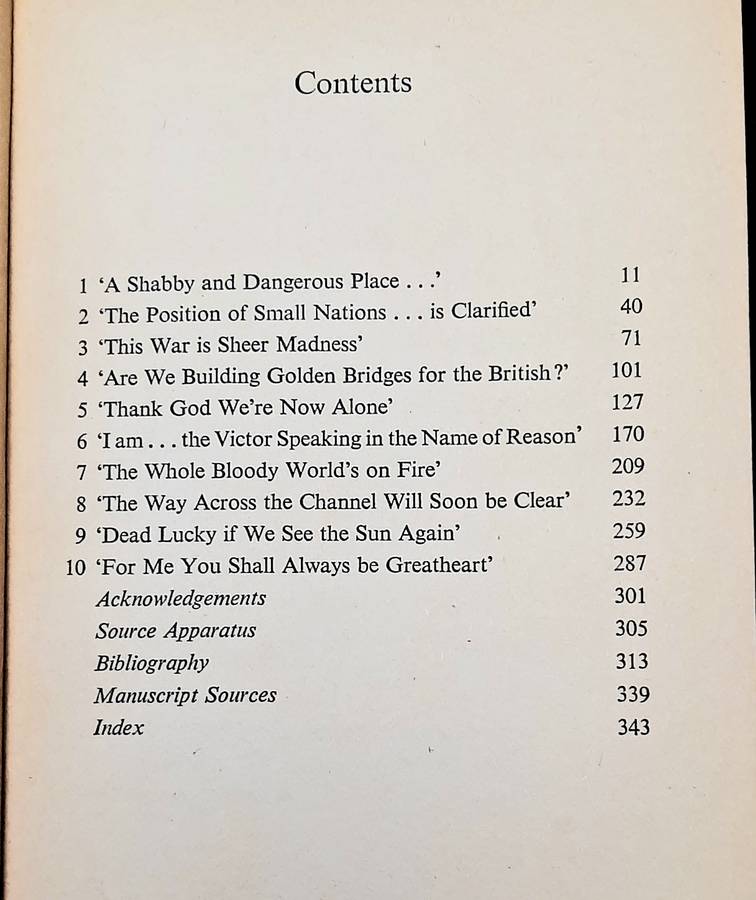 Contents
1 ‘A Shabby and Dangerous Place . . .’ 11
2 ‘The Position of Small Nations . . . is Clarified’ 40
3 ‘This War is Sheer Madness’ 71
4 ‘Are We Building Golden Bridges for the British?’ 101
5 ‘Thank God We’re Now Alone’ 127
6 ‘I am . . . the Victor Speaking in the Name of Reason’ 170
7 ‘The Whole Bloody World’s on Fire’ 209
8 ‘The Way Across the Channel Will Soon be Clear’ 232
9 ‘Dead Lucky if We See the Sun Again’ 259
10 ‘For Me You Shall Always be Greatheart’ 287
Acknowledgements 301
Source Apparatus 305
Bibliography 313
Manuscript Sources 339
Index 343